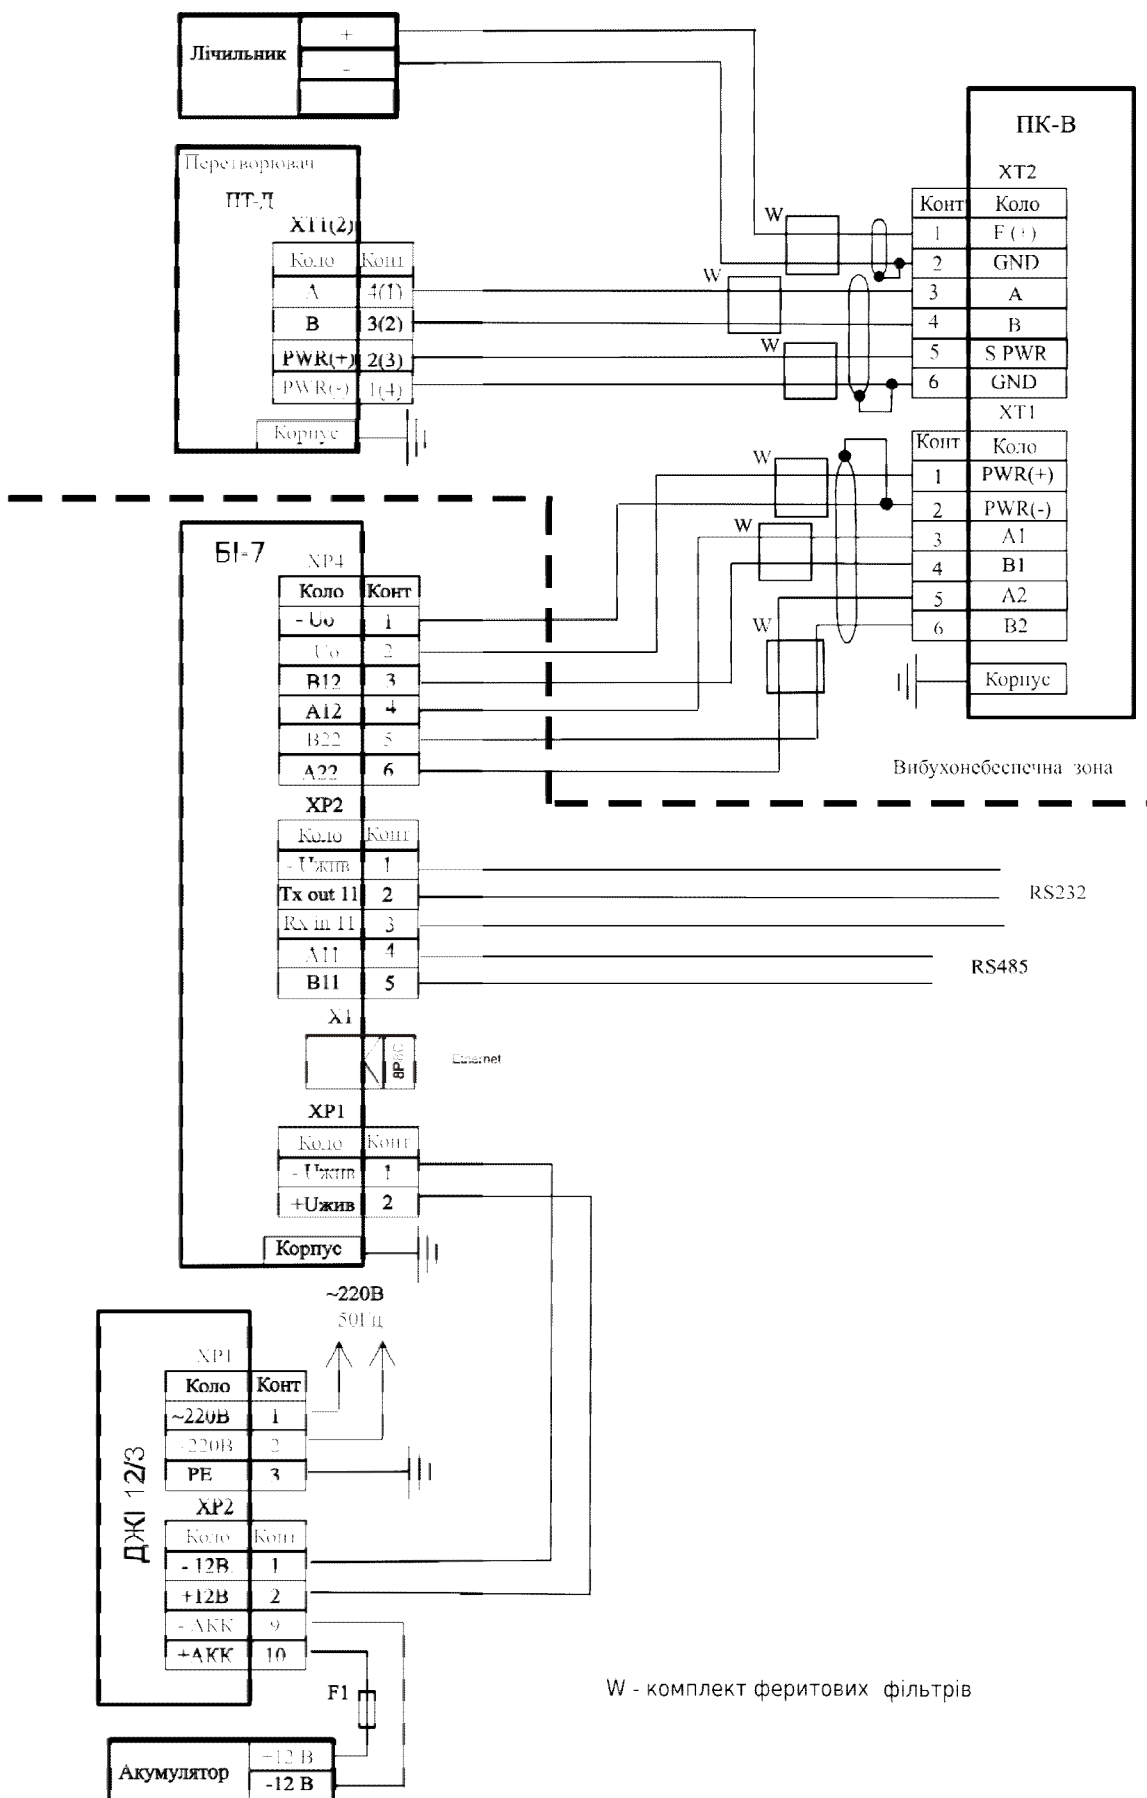 Лічильник
+
-
ПК-В
XT2
Конт Коло
1 F (+)
2 GND
3 A
4 B
5 S PWR
6 GND
XT1
Конт Коло
1 PWR(+)
2 PWR(-)
3 A1
4 B1
5 A2
6 B2
Корпус
W
W
W
W
W
W
Перетворювач
ПТ-Д
XT1(2)
Коло Конт
A 4(1)
B 3(2)
PWR(+) 2(3)
PWR(-) 1(4)
Корпус
Вибухонебеспечна зона
БІ-7
XP4
Коло Конт
- Uo 1
Uo 2
B12 3
A12 4
B22 5
A22 6
XP2
Коло Конт
- Uжив 1
Tx out 11 2
Rx in 11 3
A11 4
B11 5
RS232
RS485
X1
8P8C
Ethernet
XP1
Коло Конт
- Uжив 1
+Uжив 2
Корпус
~220В
50Гц
ДЖІ 12/3
XP1
Коло Конт
~220В 1
~220В 2
PE 3
XP2
Коло Конт
- 12В 1
+12В 2
- АКК 9
+АКК 10
F1
W - комплект феритових фільтрів
Акумулятор
+12 В
-12 В